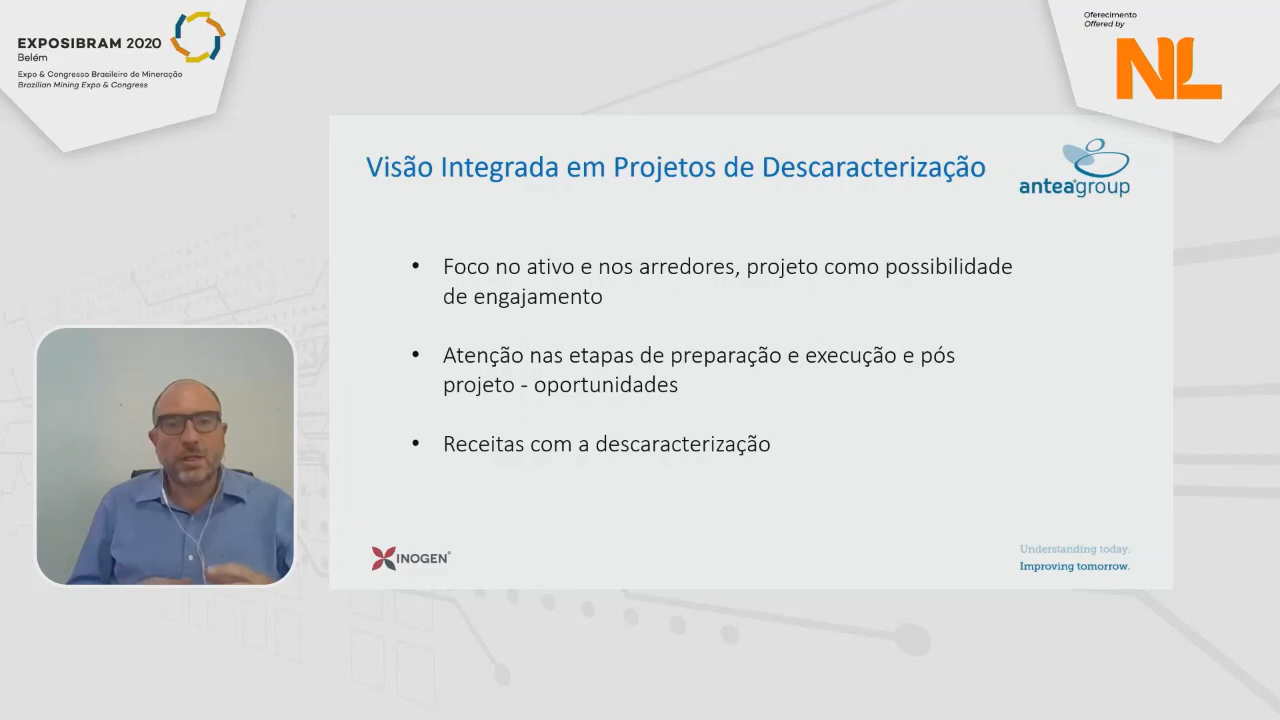 EXPOSIBRAM 2020
Belém
Expo & Congresso Brasileiro de Mineração
Brazilian Mining Expo & Congress
Oferecimento
Offered by
NL
Visão Integrada em Projetos de Descaracterização
anteagroup
• Foco no ativo e nos arredores, projeto como possibilidade
de engajamento
• Atenção nas etapas de preparação e execução e pós
projeto - oportunidades
• Receitas com a descaracterização
INOGEN®
Understanding today.
Improving tomorrow.